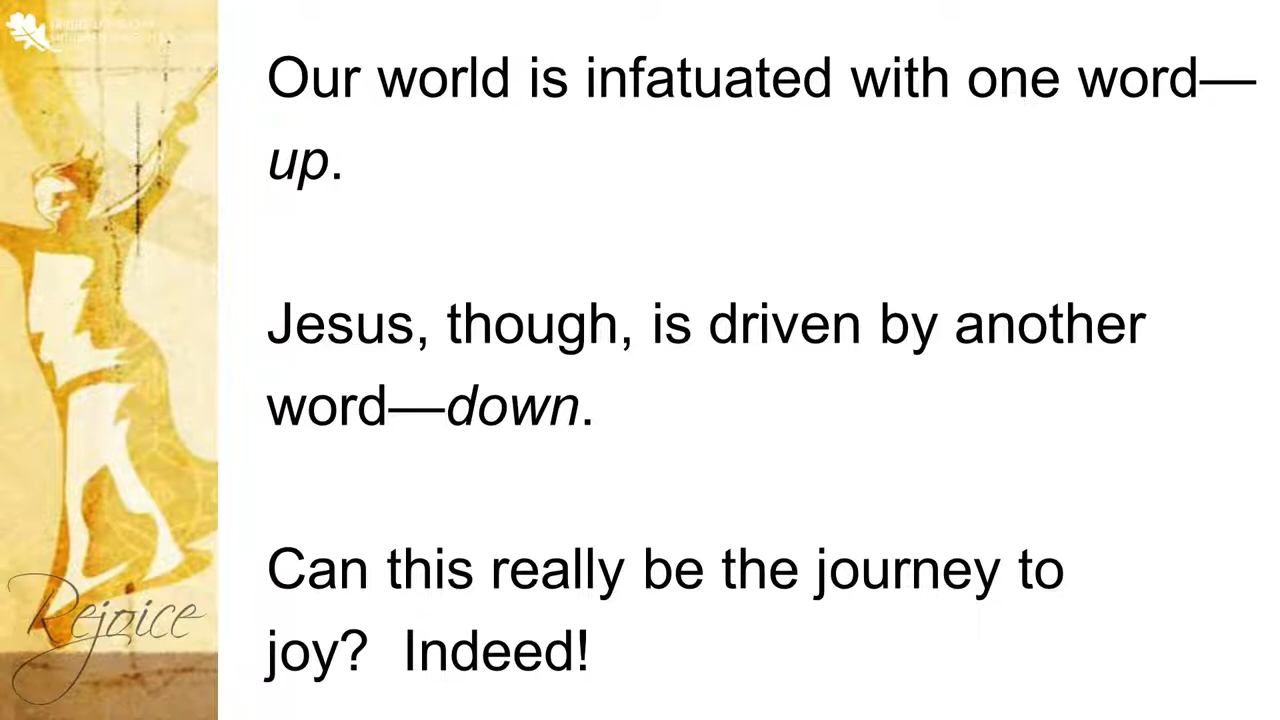 Our world is infatuated with one word—
up.
Jesus, though, is driven by another
word—down.
Can this really be the journey to
joy?  Indeed!
Rejoice